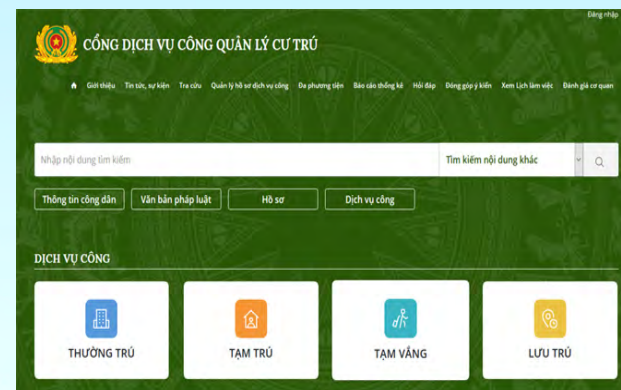 Đăng nhập
CỔNG DỊCH VỤ CÔNG QUẢN LÝ CƯ TRÚ
Giới thiệu Tin tức, sự kiện Tra cứu Quản lý hồ sơ dịch vụ công Đa phương tiện Báo cáo thống kê Hỏi đáp Đóng góp ý kiến Xem Lịch làm việc Đánh giá cơ quan
Nhập nội dung tìm kiếm Tìm kiếm nội dung khác
Thông tin công dân Văn bản pháp luật Hồ sơ Dịch vụ công
DỊCH VỤ CÔNG
THƯỜNG TRÚ TẠM TRÚ TẠM VẮNG LƯU TRÚ